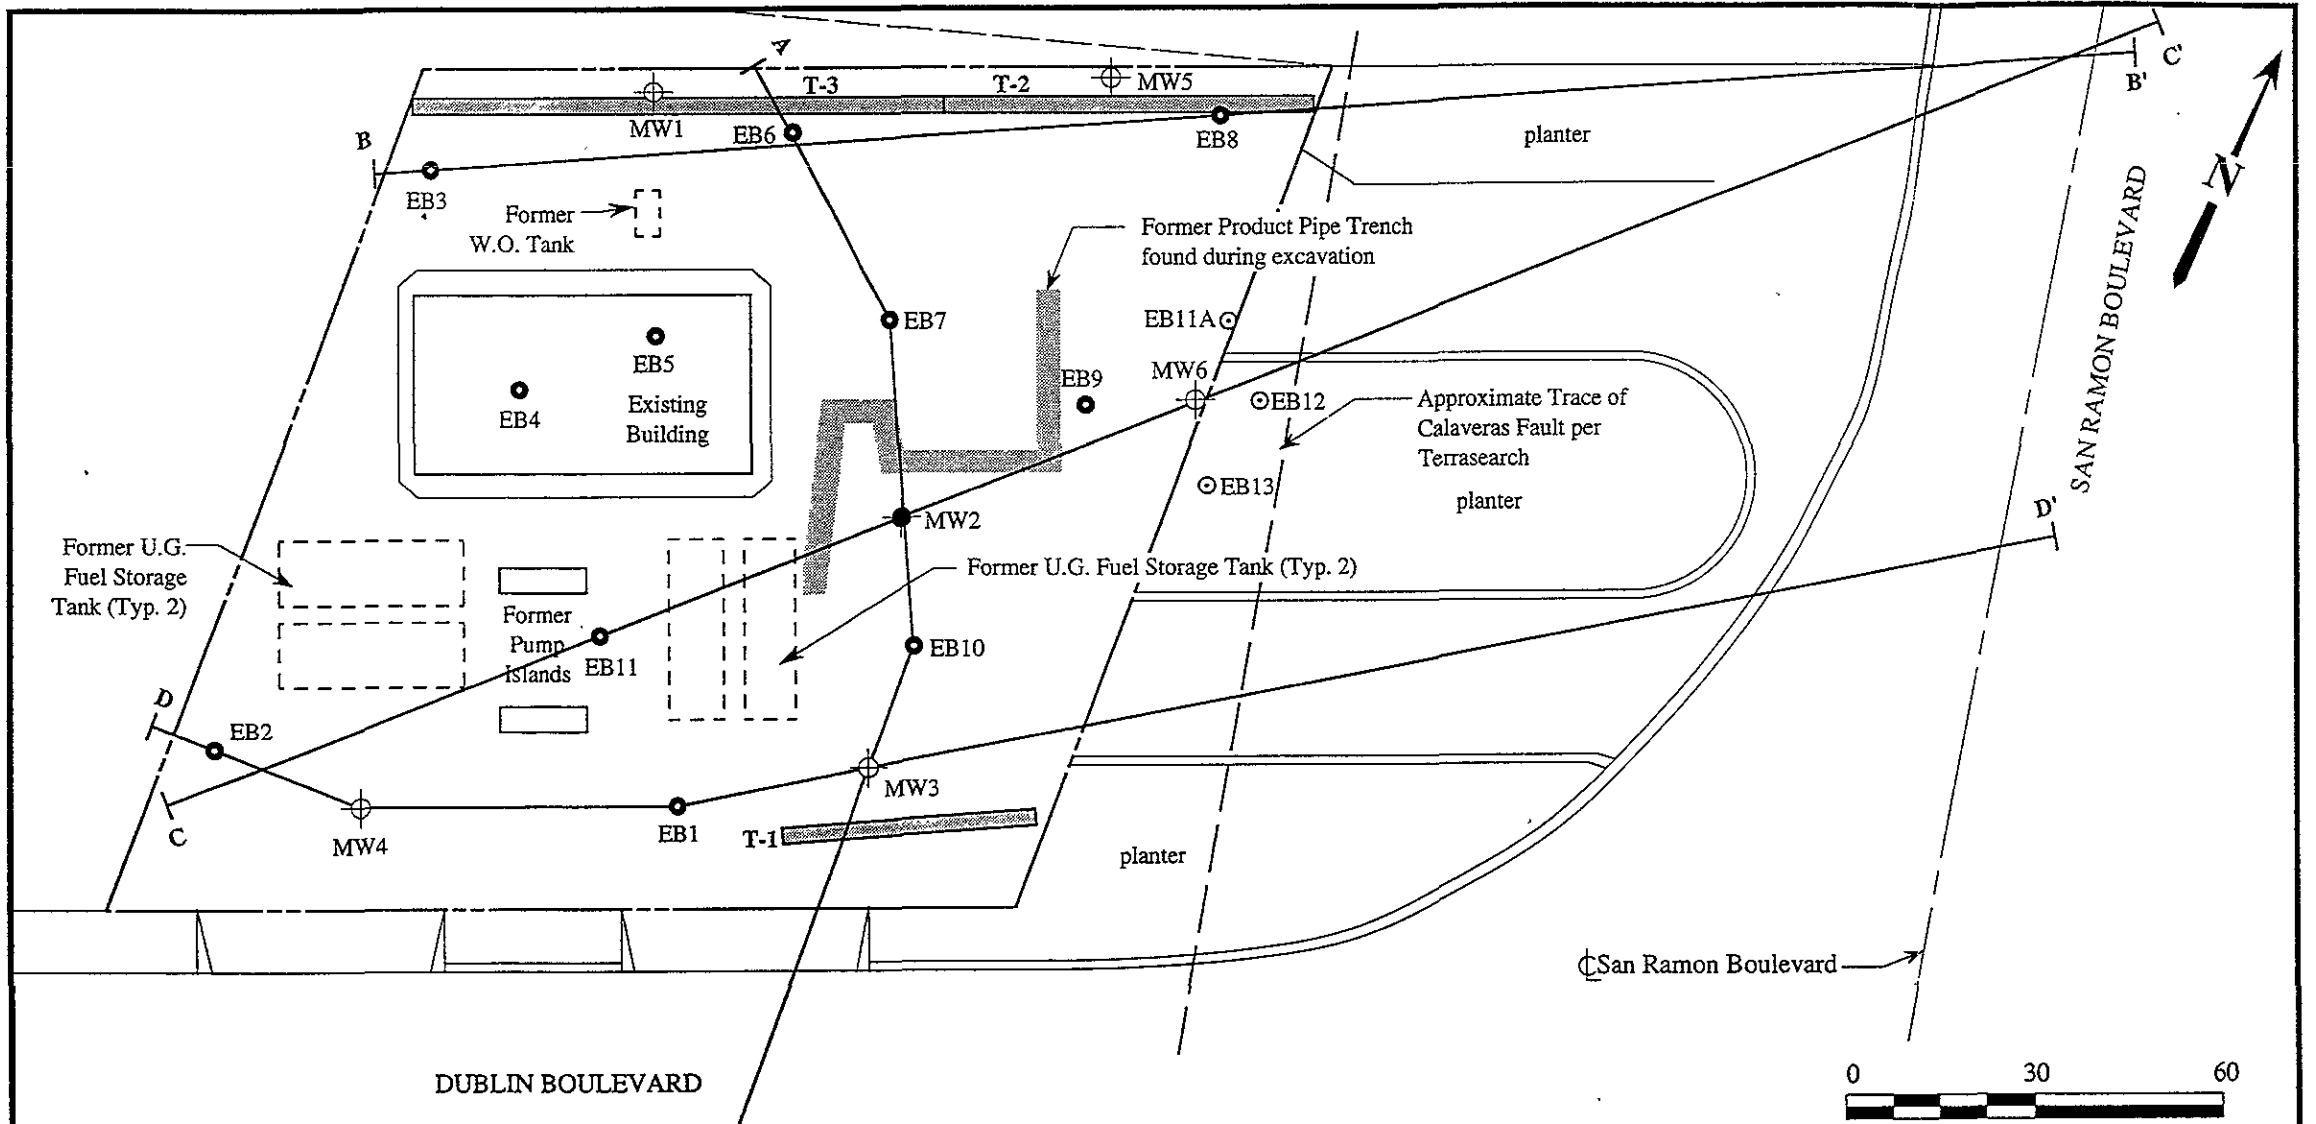 A
T-3
T-2
MW5
C'
B'
MW1
EB6
EB8
planter
B
N
EB3
Former
W.O. Tank
Former Product Pipe Trench
found during excavation
SAN RAMON BOULEVARD
EB7
EB11A
EB5
MW6
EB9
EB4
Existing
Building
EB12
Approximate Trace of
Calaveras Fault per
Terrasearch
EB13
planter
D'
MW2
Former U.G.
Fuel Storage
Tank (Typ. 2)
Former U.G. Fuel Storage Tank (Typ. 2)
Former
Pump
Islands
EB11
EB10
D
EB2
MW3
C
MW4
EB1
T-1
planter
℄San Ramon Boulevard
DUBLIN BOULEVARD
0 30 60